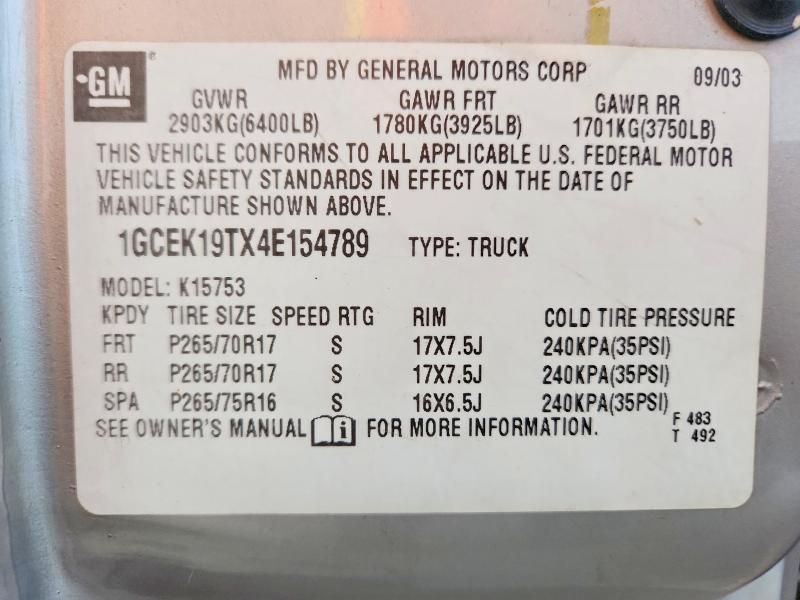 GM ® MFD BY GENERAL MOTORS CORP 09/03
GVWR GAWR FRT GAWR RR
2903KG(6400LB) 1780KG(3925LB) 1701KG(3750LB)
THIS VEHICLE CONFORMS TO ALL APPLICABLE U.S. FEDERAL MOTOR
VEHICLE SAFETY STANDARDS IN EFFECT ON THE DATE OF
MANUFACTURE SHOWN ABOVE.
1GCEK19TX4E154789 TYPE: TRUCK
MODEL: K15753
KPDY TIRE SIZE SPEED RTG RIM COLD TIRE PRESSURE
FRT P265/70R17 S 17X7.5J 240KPA(35PSI)
RR P265/70R17 S 17X7.5J 240KPA(35PSI)
SPA P265/75R16 S 16X6.5J 240KPA(35PSI)
SEE OWNER'S MANUAL i FOR MORE INFORMATION. F 483
T 492